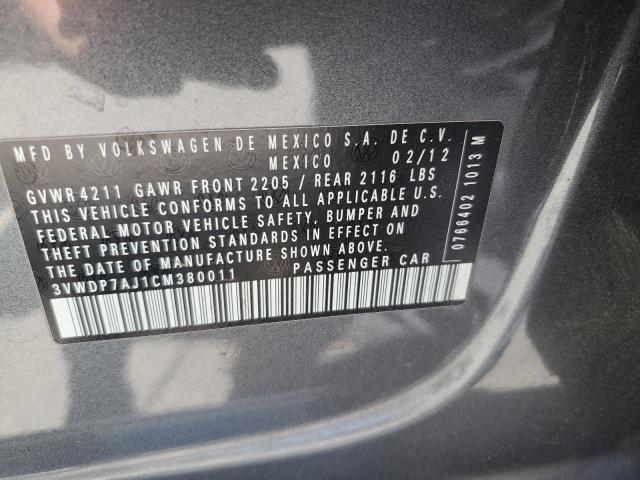 MFD BY VOLKSWAGEN DE MEXICO S.A. DE C.V.
MEXICO 02/12
GVWR 4211 GAWR FRONT 2205 / REAR 2116 LBS
THIS VEHICLE CONFORMS TO ALL APPLICABLE U.S.
FEDERAL MOTOR VEHICLE SAFETY, BUMPER AND
THEFT PREVENTION STANDARDS IN EFFECT ON
THE DATE OF MANUFACTURE SHOWN ABOVE.
3VWDP7AJ1CM380011 PASSENGER CAR
0766402 1013 M